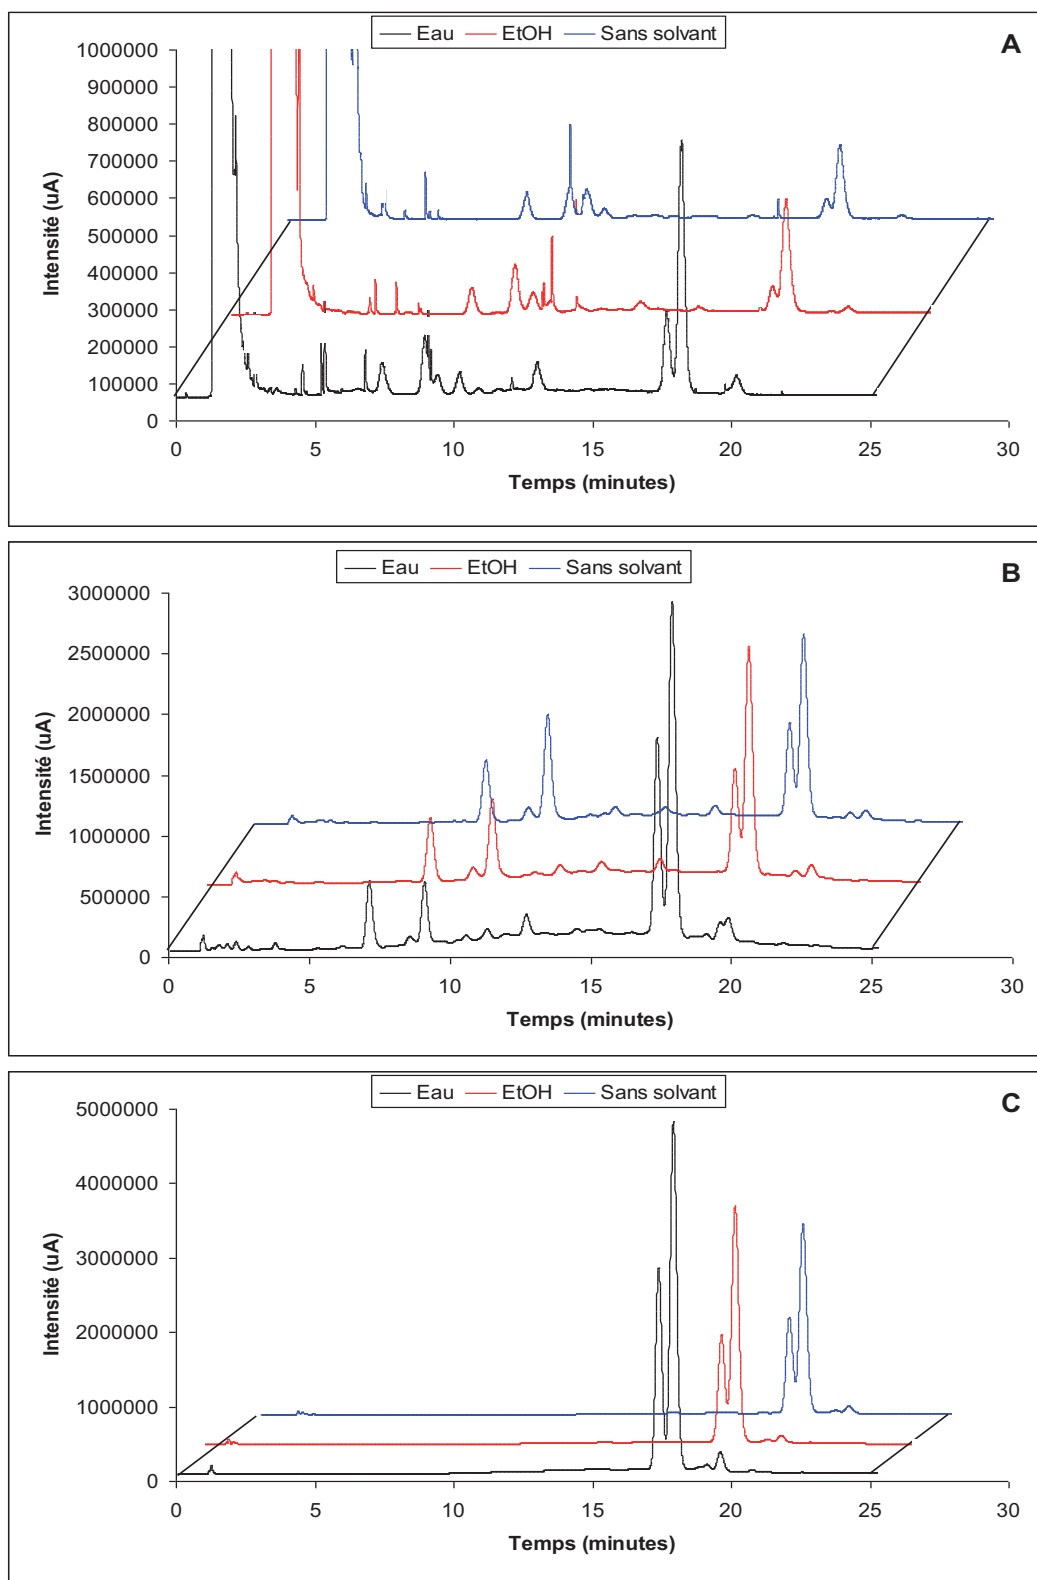 Eau EtOH Sans solvant
A
1000000
900000
800000
700000
600000
500000
400000
300000
200000
100000
0
Intensité (uA)
0 5 10 15 20 25 30
Temps (minutes)
Eau EtOH Sans solvant
B
3000000
2500000
2000000
1500000
1000000
500000
0
Intensité (uA)
0 5 10 15 20 25 30
Temps (minutes)
Eau EtOH Sans solvant
C
5000000
4000000
3000000
2000000
1000000
0
Intensité (uA)
0 5 10 15 20 25 30
Temps (minutes)